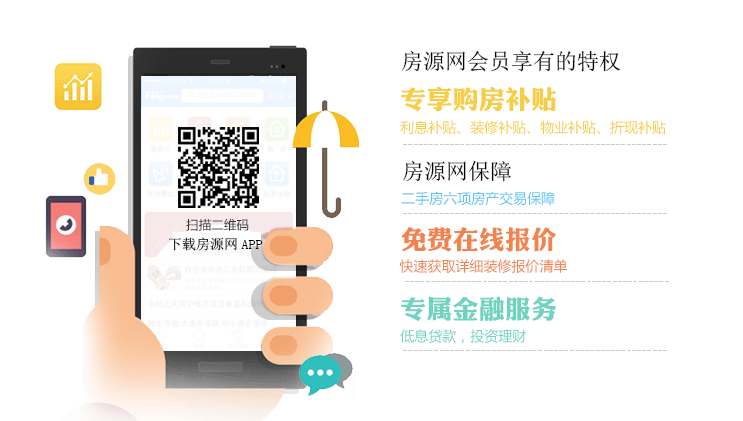 扫描二维码
下载房源网 APP
房源网会员享有的特权
专享购房补贴
利息补贴、装修补贴、物业补贴、折现补贴
房源网保障
二手房六项房产交易保障
免费在线报价
快速获取详细装修报价清单
专属金融服务
低息贷款，投资理财